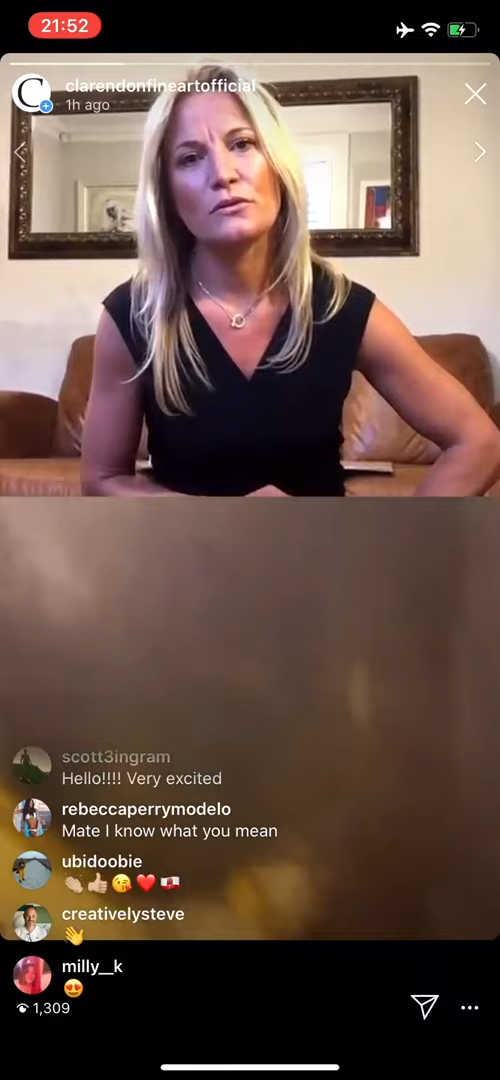 21:52
C
clarendonfineartofficial
1h ago
scott3ingram
Hello!!!! Very excited
rebeccaperrymodelo
Mate I know what you mean
ubidoobie
👏🏼👍🏼😘❤️🇬🇮
creativelysteve
👋
milly__k
😍
1,309